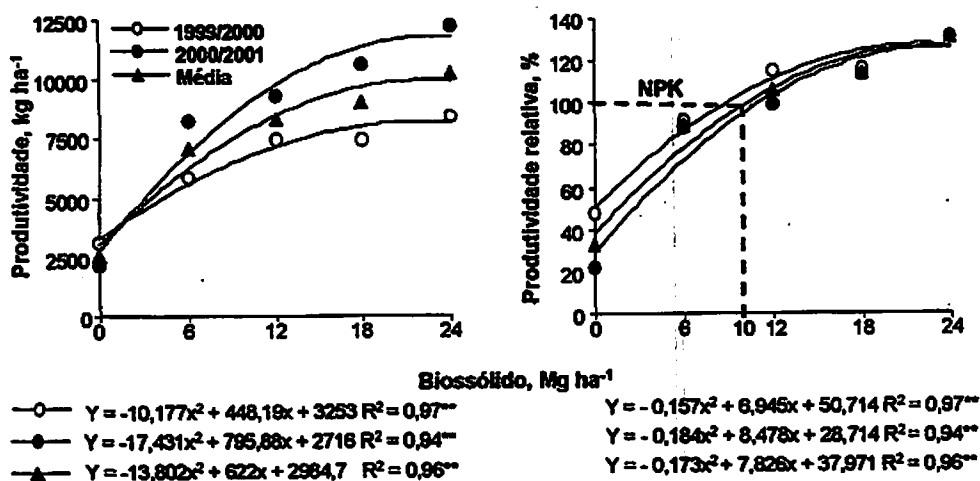 Produtividade, kg ha-1
12500
10000
7500
5000
2500
0
0 6 12 18 24
1999/2000
2000/2001
Média
Produtividade relativa, %
140
120
100
80
60
40
20
0
0 6 10 12 18 24
NPK
Biossólido, Mg ha-1
Y = -10,177x² + 448,19x + 3253 R² = 0,97**
Y = -17,431x² + 795,88x + 2716 R² = 0,94**
Y = -13,802x² + 622x + 2984,7 R² = 0,96**
Y = - 0,157x² + 6,945x + 50,714 R² = 0,97**
Y = - 0,184x² + 8,478x + 28,714 R² = 0,94**
Y = - 0,173x² + 7,826x + 37,971 R² = 0,96**